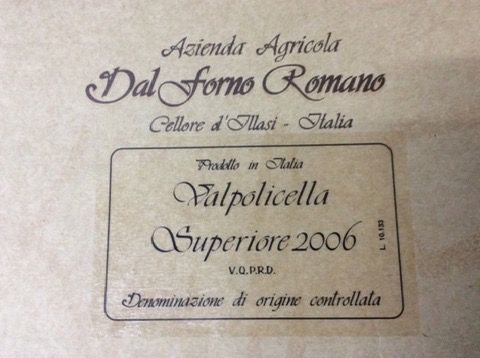 Azienda Agricola
Dal Forno Romano
Cellore d'Illasi - Italia
Prodotto in Italia
Valpolicella
Superiore 2006
V.Q.P.R.D.
Denominazione di origine controllata
L. 10.133